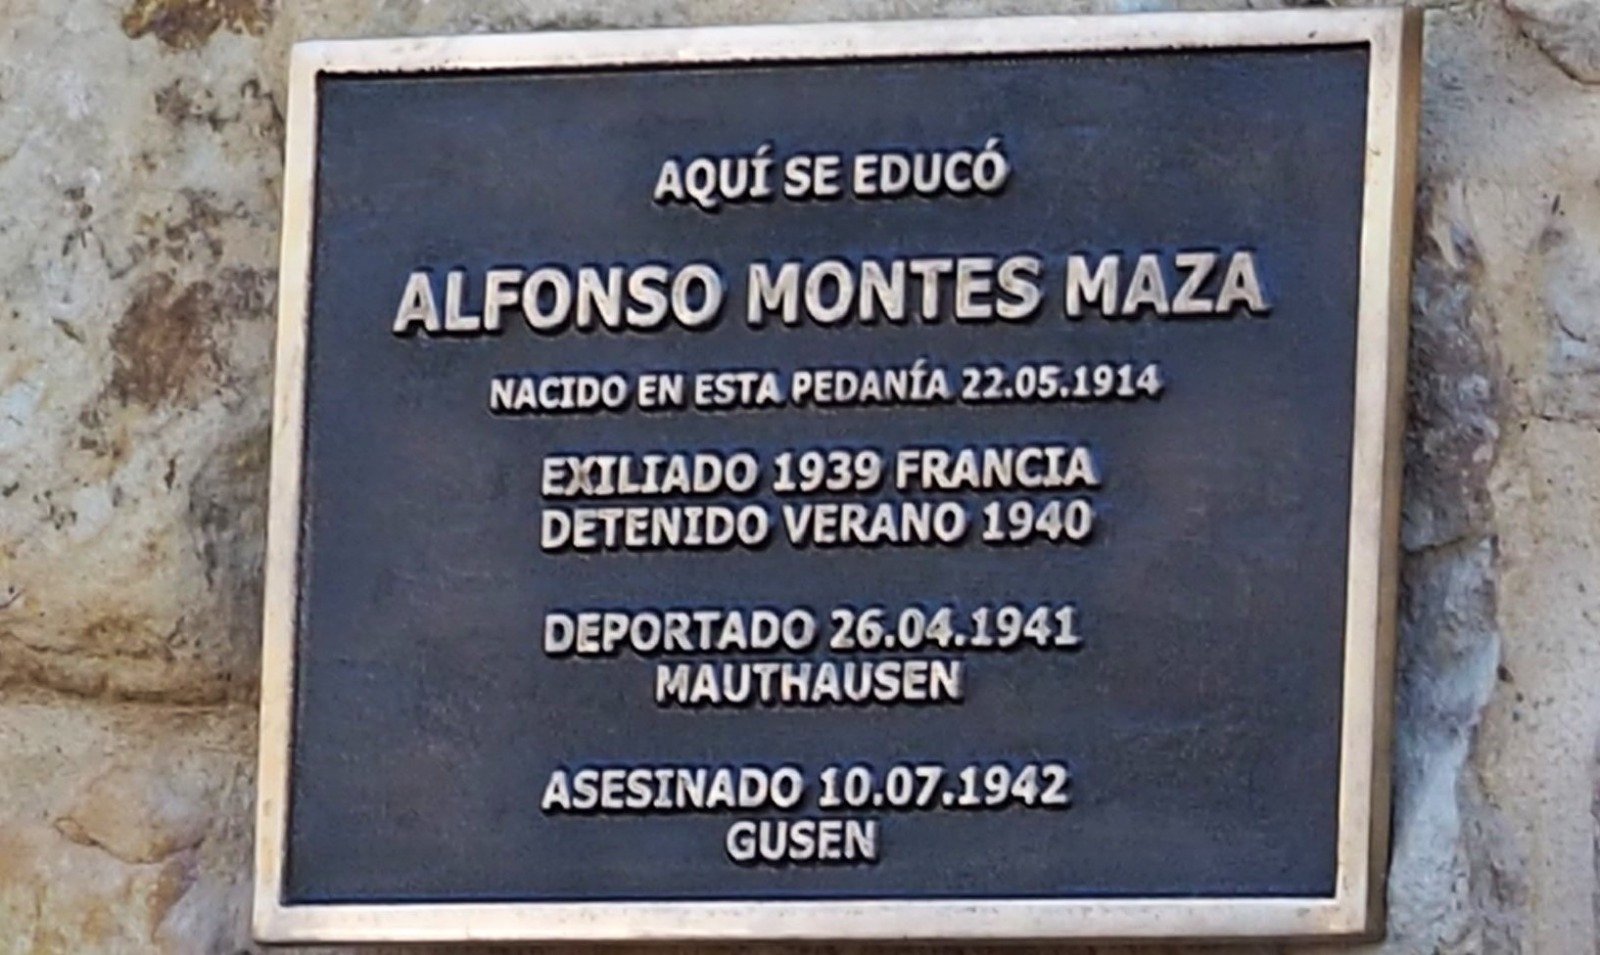 AQUÍ SE EDUCÓ
ALFONSO MONTES MAZA
NACIDO EN ESTA PEDANÍA 22.05.1914
EXILIADO 1939 FRANCIA
DETENIDO VERANO 1940
DEPORTADO 26.04.1941
MAUTHAUSEN
ASESINADO 10.07.1942
GUSEN